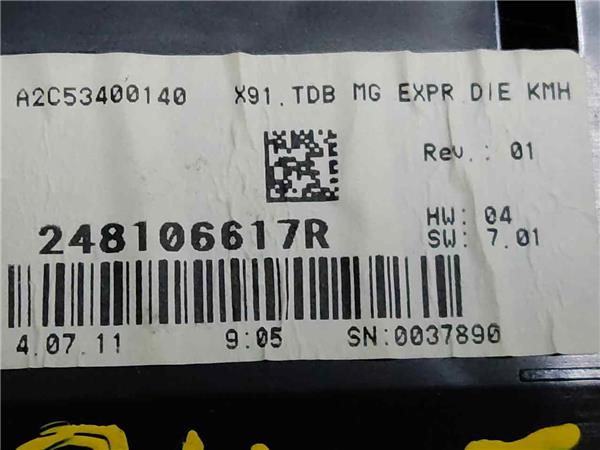 A2C53400140 X91.TDB MG EXPR DIE KMH
Rev.: 01
248106617R
HW: 04
SW: 7.01
4.07.11 9:05 SN:0037890